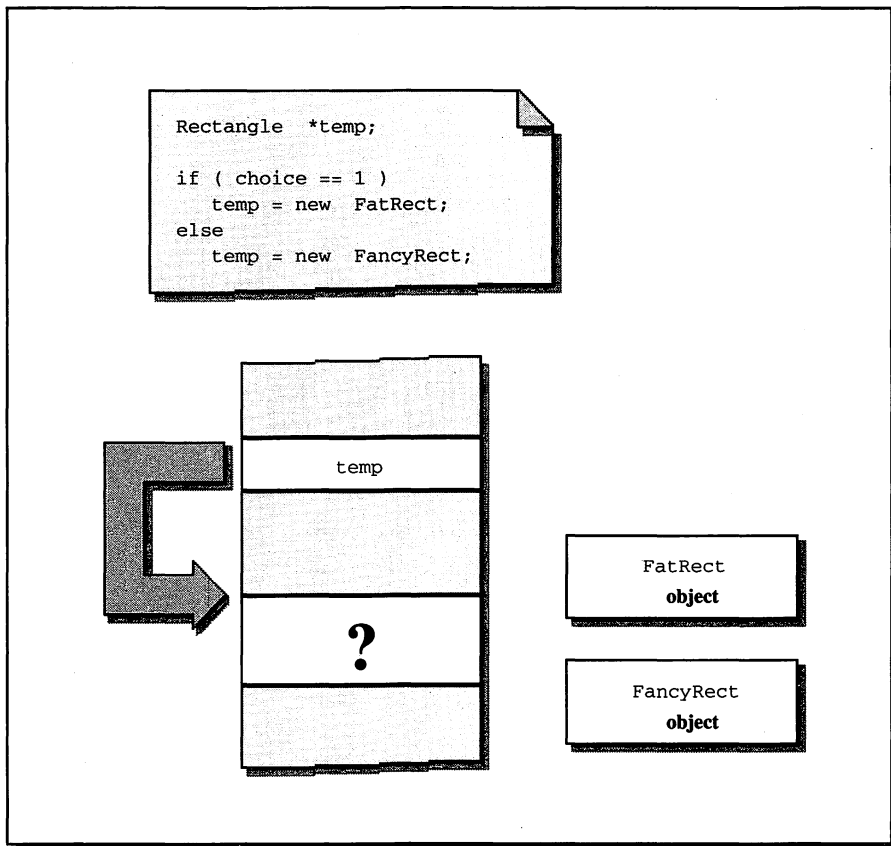 Rectangle  *temp;
if ( choice == 1 )
temp = new  FatRect;
else
temp = new  FancyRect;
temp
?
FatRect
object
FancyRect
object